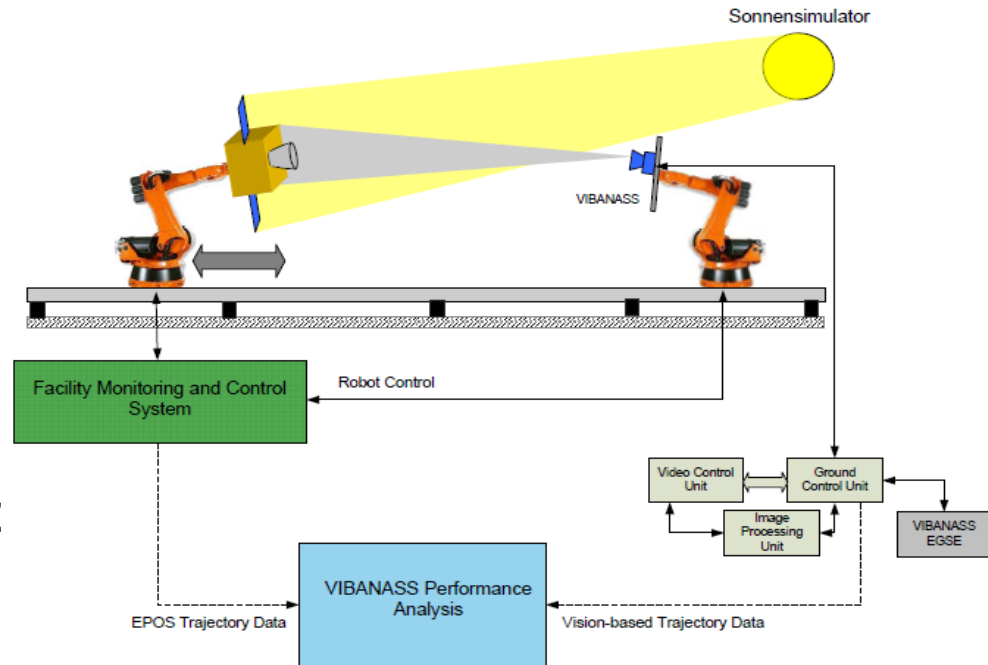 Sonnensimulator
VIBANASS
Facility Monitoring and Control
System
Robot Control
Video Control
Unit
Ground
Control Unit
Image
Processing
Unit
VIBANASS
EGSE
VIBANASS Performance
Analysis
EPOS Trajectory Data
Vision-based Trajectory Data